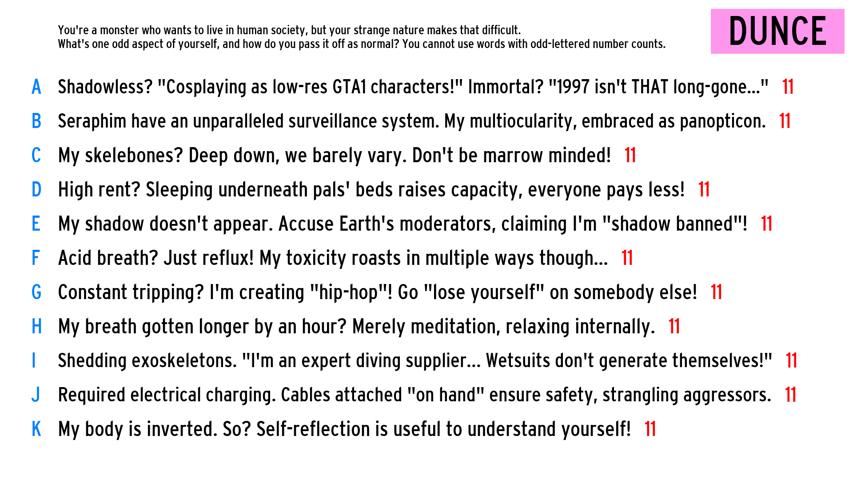 You're a monster who wants to live in human society, but your strange nature makes that difficult.
What's one odd aspect of yourself, and how do you pass it off as normal? You cannot use words with odd-lettered number counts.
DUNCE
A Shadowless? "Cosplaying as low-res GTA1 characters!" Immortal? "1997 isn't THAT long-gone..." 11
B Seraphim have an unparalleled surveillance system. My multiocularity, embraced as panopticon. 11
C My skelebones? Deep down, we barely vary. Don't be marrow minded! 11
D High rent? Sleeping underneath pals' beds raises capacity, everyone pays less! 11
E My shadow doesn't appear. Accuse Earth's moderators, claiming I'm "shadow banned"! 11
F Acid breath? Just reflux! My toxicity roasts in multiple ways though... 11
G Constant tripping? I'm creating "hip-hop"! Go "lose yourself" on somebody else! 11
H My breath gotten longer by an hour? Merely meditation, relaxing internally. 11
I Shedding exoskeletons. "I'm an expert diving supplier... Wetsuits don't generate themselves!" 11
J Required electrical charging. Cables attached "on hand" ensure safety, strangling aggressors. 11
K My body is inverted. So? Self-reflection is useful to understand yourself! 11